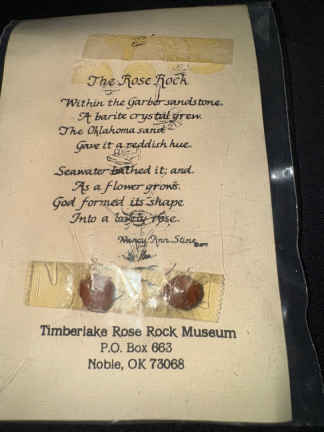 The Rose Rock
Within the Garber sandstone.
A barite crystal grew.
The Oklahoma sand
Gave it a reddish hue.
Seawater bathed it; and.
As a flower grows.
God formed its shape
Into a rose.
Nancy Ann Stine
Timberlake Rose Rock Museum
P.O. Box 663
Noble, OK 73068